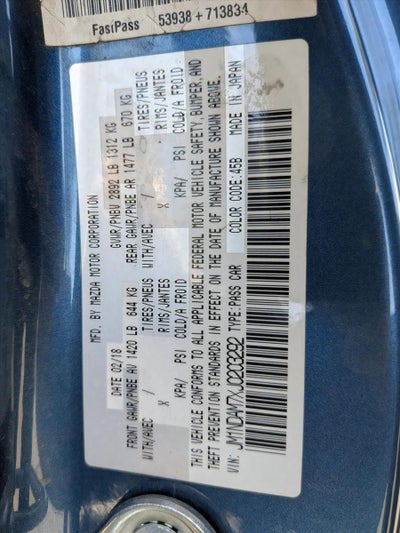 FastPass 53938+713834
MFD. BY MAZDA MOTOR CORPORATION
DATE 02/18 GVWR/PNBV 2892 LB 1312 KG
FRONT GAWR/PNBE AV 1420 LB 644 KG REAR GAWR/PNBE AR 1477 LB 670 KG
WITH/AVEC TIRES/PNEUS WITH/AVEC TIRES/PNEUS
/ X RIMS/JANTES / X RIMS/JANTES
KPA/ PSI COLD/A FROID KPA/ PSI COLD/A FROID
THIS VEHICLE CONFORMS TO ALL APPLICABLE FEDERAL MOTOR VEHICLE SAFETY, BUMPER, AND
THEFT PREVENTION STANDARDS IN EFFECT ON THE DATE OF MANUFACTURE SHOWN ABOVE.
VIN: JM1NDAM7XJ0203292 TYPE:PASS CAR COLOR CODE:45B MADE IN JAPAN